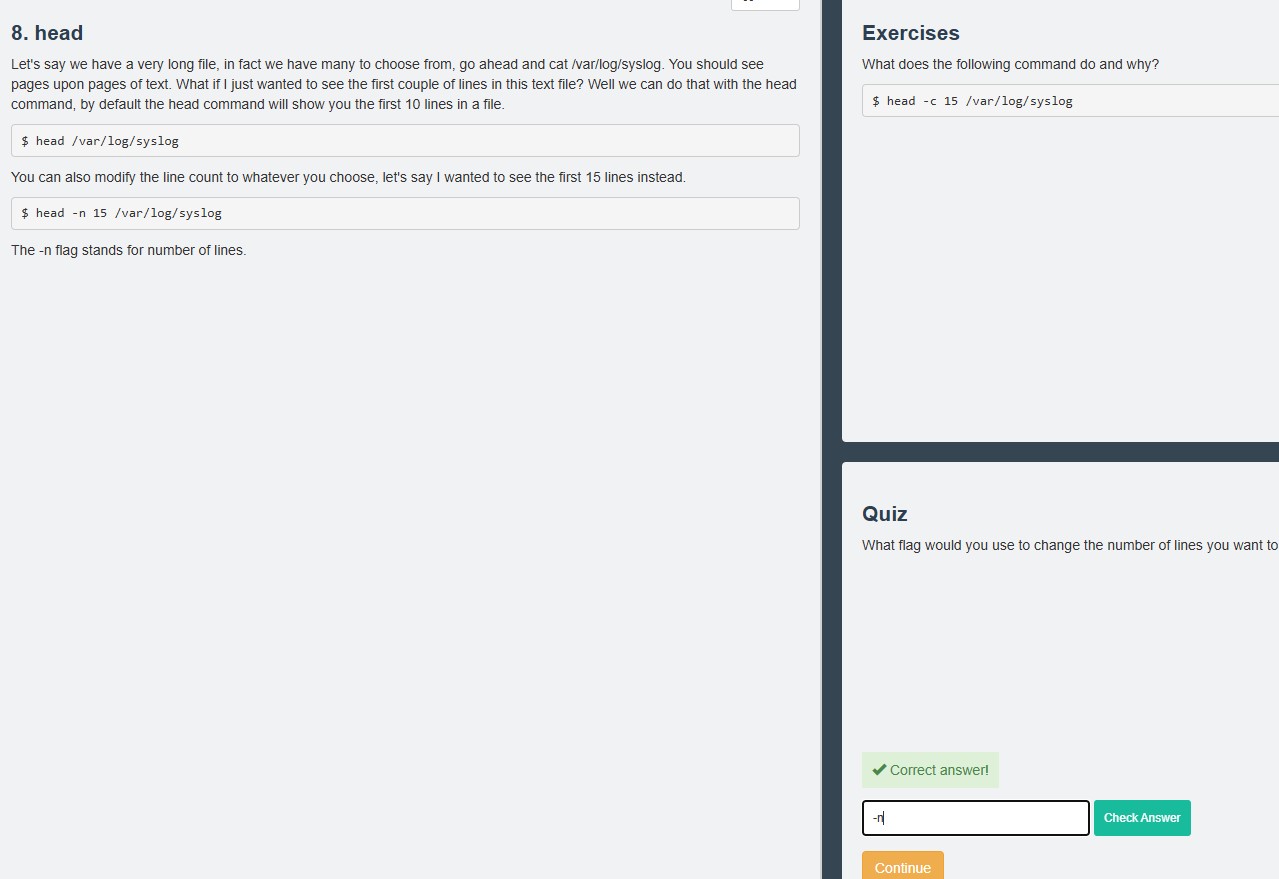 8. head
Let's say we have a very long file, in fact we have many to choose from, go ahead and cat /var/log/syslog. You should see
pages upon pages of text. What if I just wanted to see the first couple of lines in this text file? Well we can do that with the head
command, by default the head command will show you the first 10 lines in a file.
$ head /var/log/syslog
You can also modify the line count to whatever you choose, let's say I wanted to see the first 15 lines instead.
$ head -n 15 /var/log/syslog
The -n flag stands for number of lines.
Exercises
What does the following command do and why?
$ head -c 15 /var/log/syslog
Quiz
What flag would you use to change the number of lines you want to
Correct answer!
-n
Check Answer
Continue